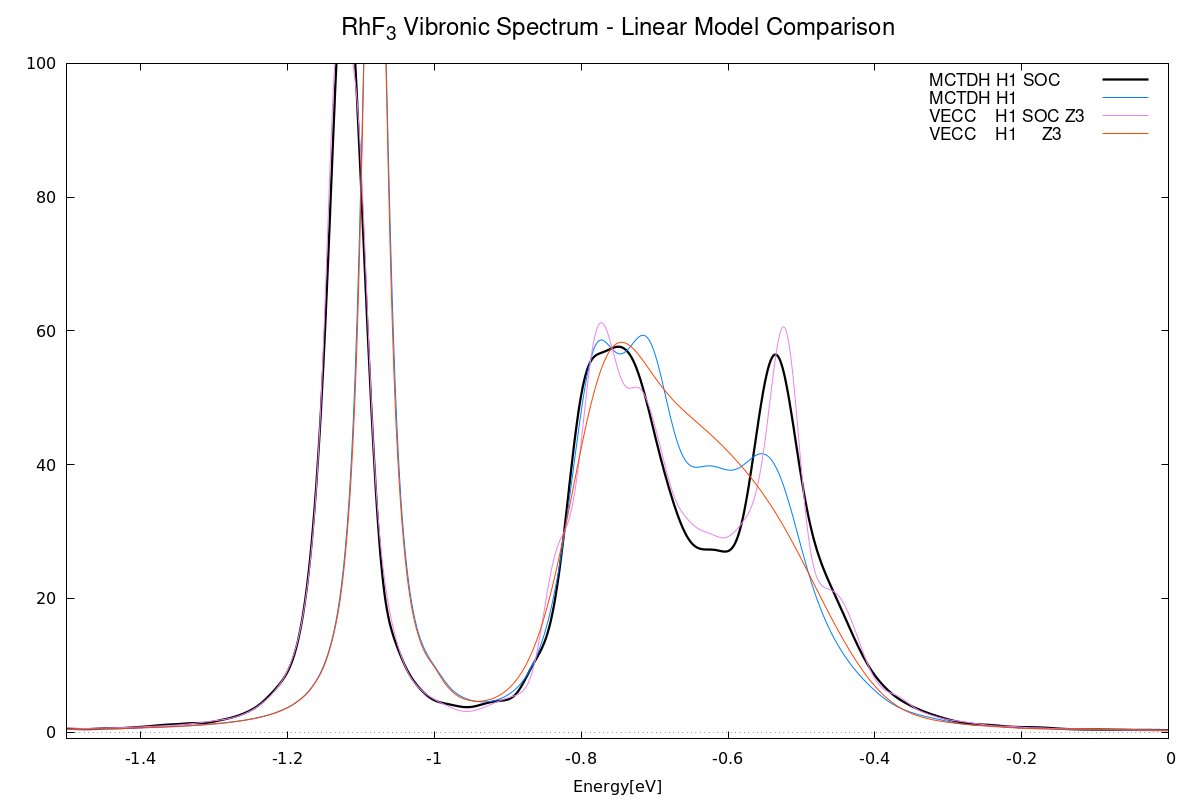 RhF3 Vibronic Spectrum - Linear Model Comparison
100
80
60
40
20
0
MCTDH H1 SOC
MCTDH H1
VECC H1 SOC Z3
VECC H1 Z3
-1.4 -1.2 -1 -0.8 -0.6 -0.4 -0.2 0
Energy[eV]